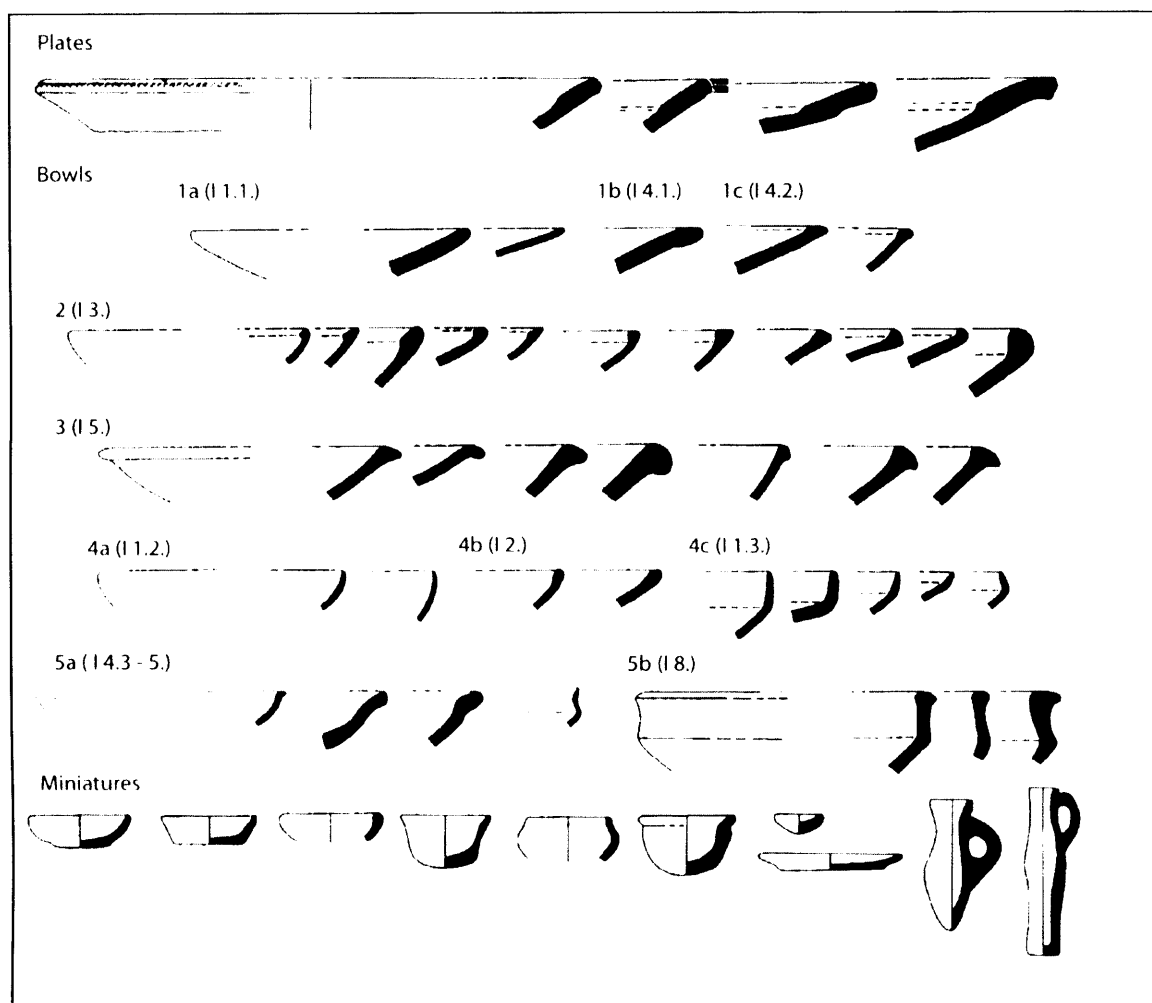 Plates
Bowls
1a (I 1.1.) 1b (I 4.1.) 1c (I 4.2.)
2 (I 3.)
3 (I 5.)
4a (I 1.2.) 4b (I 2.) 4c (I 1.3.)
5a ( I 4.3 - 5.) 5b (I 8.)
Miniatures